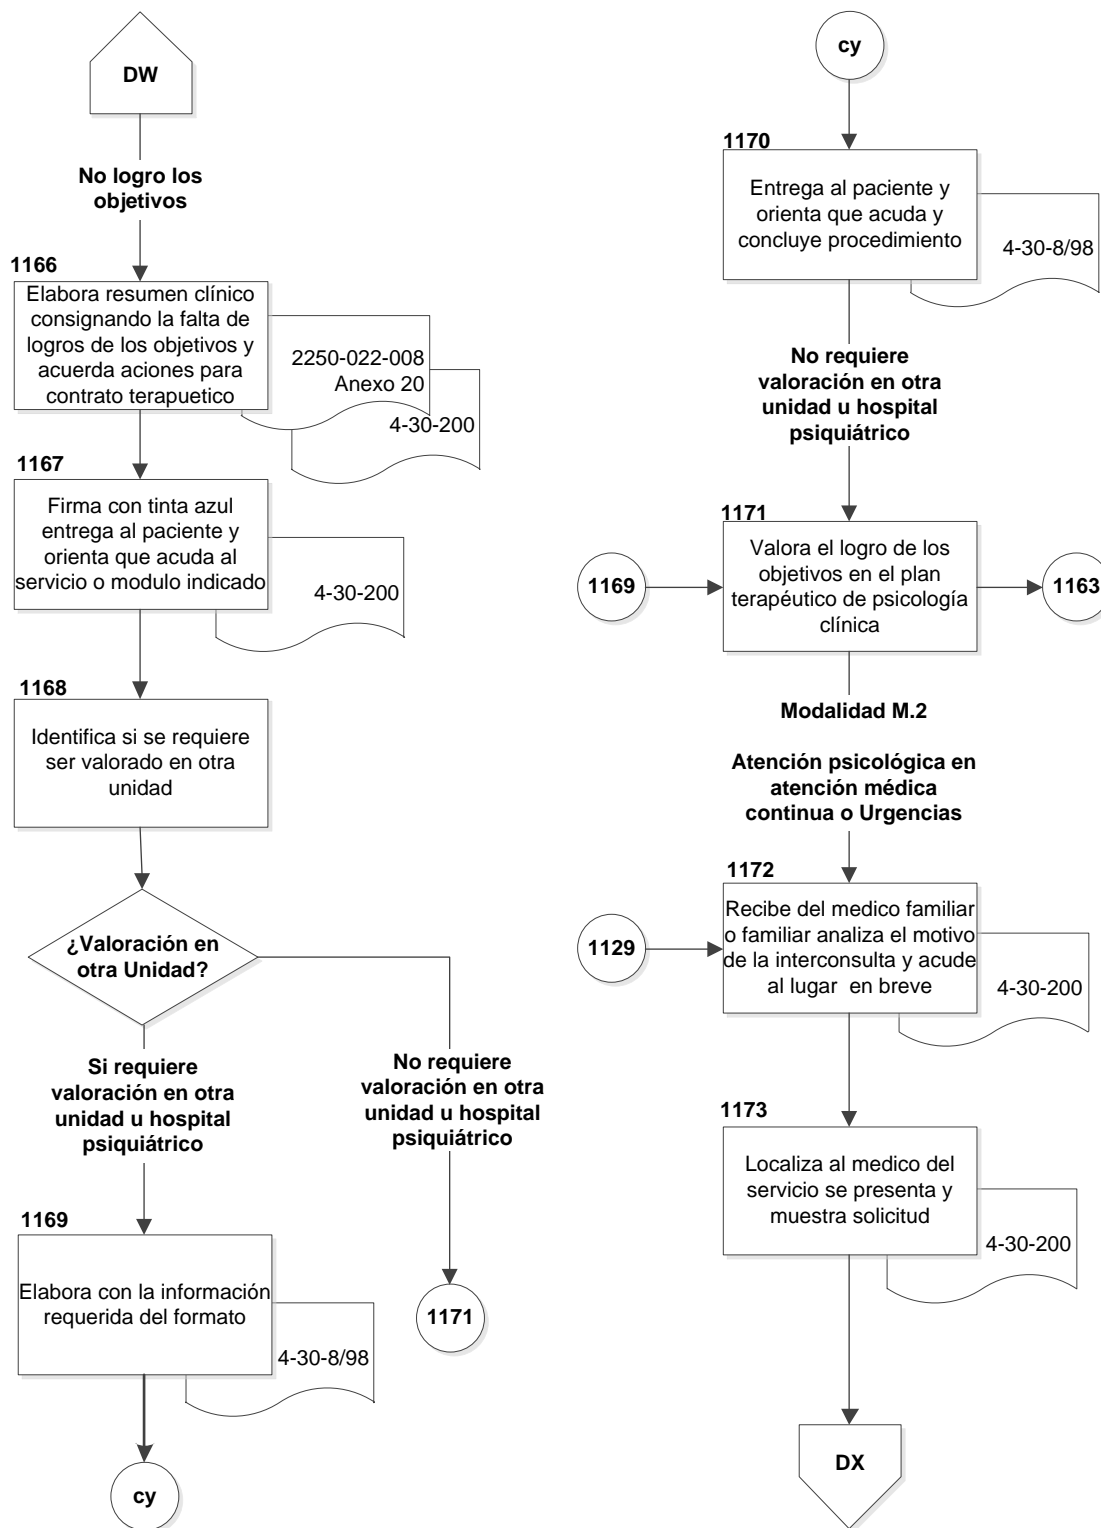 DW
No logro los
objetivos
1166
Elabora resumen clínico
consignando la falta de
logros de los objetivos y
acuerda aciones para
contrato terapuetico
2250-022-008
Anexo 20
4-30-200
1167
Firma con tinta azul
entrega al paciente y
orienta que acuda al
servicio o modulo indicado
4-30-200
1168
Identifica si se requiere
ser valorado en otra
unidad
¿Valoración en
otra Unidad?
Si requiere
valoración en otra
unidad u hospital
psiquiátrico
No requiere
valoración en otra
unidad u hospital
psiquiátrico
1169
Elabora con la información
requerida del formato
4-30-8/98
1171
cy
cy
1170
Entrega al paciente y
orienta que acuda y
concluye procedimiento
4-30-8/98
No requiere
valoración en otra
unidad u hospital
psiquiátrico
1171
Valora el logro de los
objetivos en el plan
terapéutico de psicología
clínica
1169
1163
Modalidad M.2
Atención psicológica en
atención médica
continua o Urgencias
1172
Recibe del medico familiar
o familiar analiza el motivo
de la interconsulta y acude
al lugar  en breve
1129
4-30-200
1173
Localiza al medico del
servicio se presenta y
muestra solicitud
4-30-200
DX